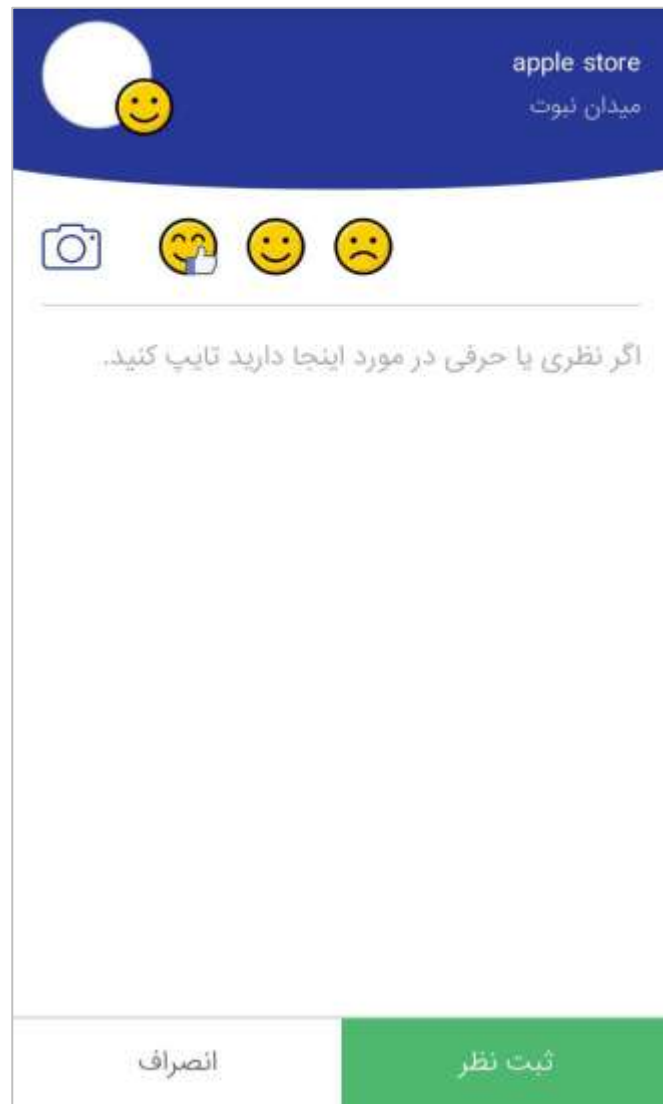 apple store
میدان نبوت
اگر نظری یا حرفی در مورد اینجا دارید تایپ کنید.
ثبت نظر
انصراف